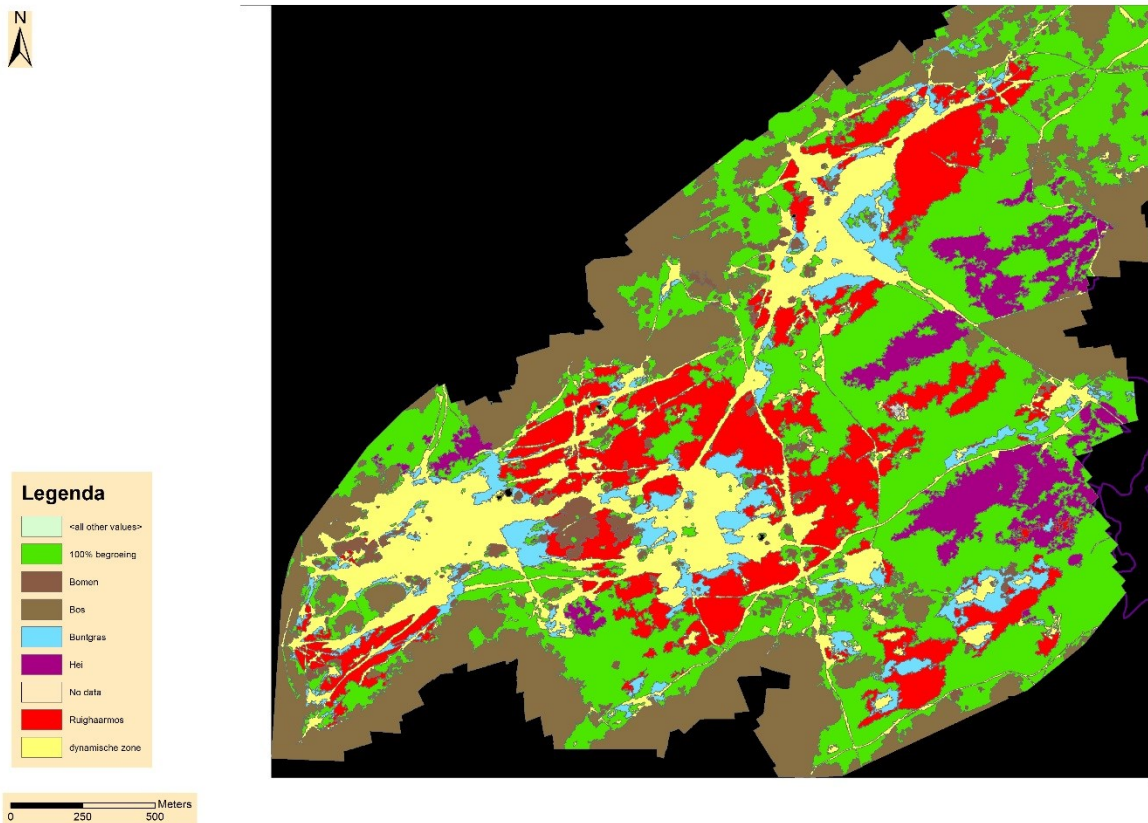 N
Legenda
<all other values>
100% begroeiing
Bomen
Bos
Buntgras
Hei
No data
Ruighaarmos
dynamische zone
Meters
0 250 500